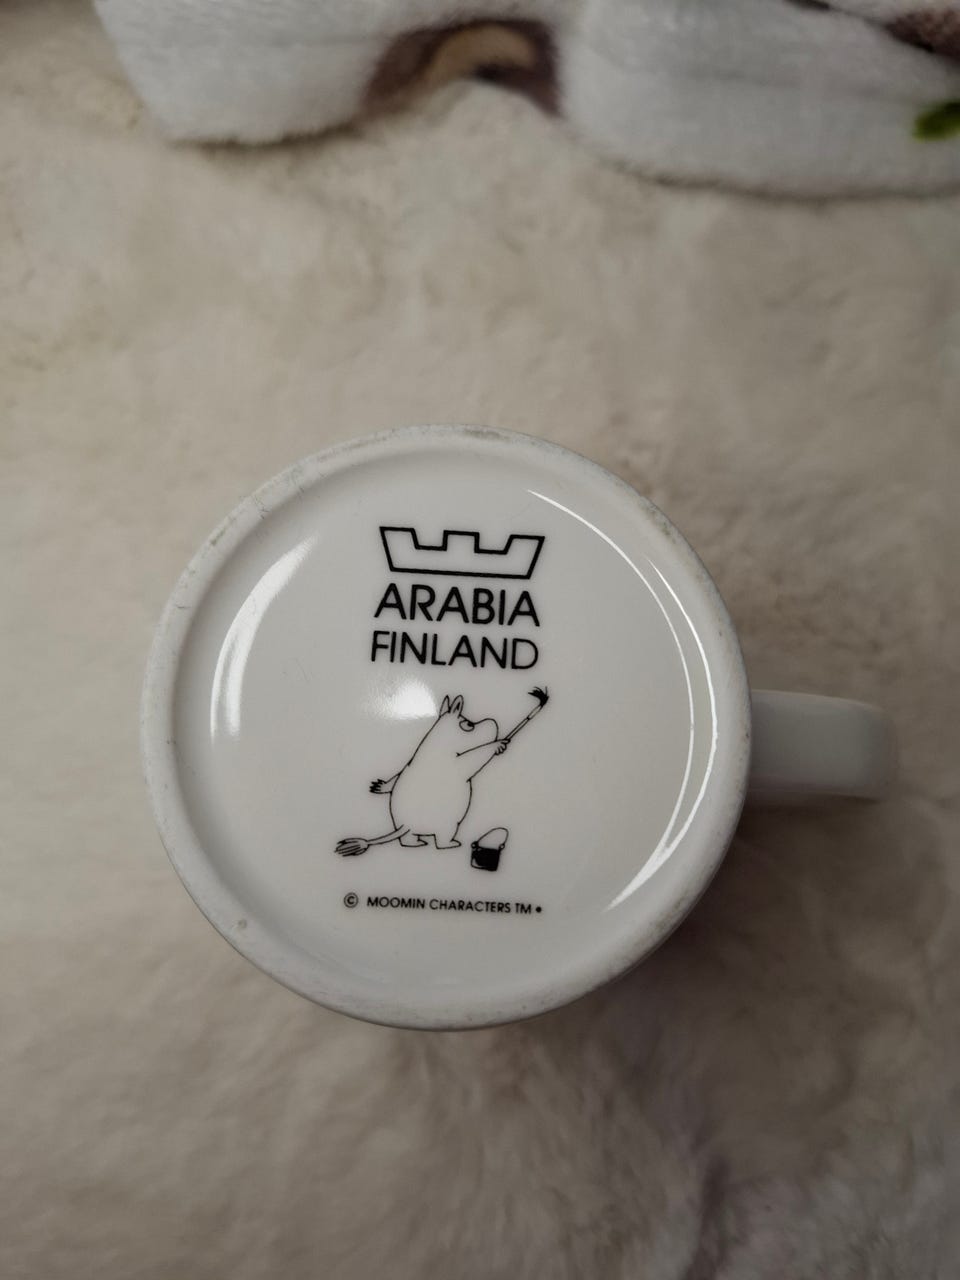 ARABIA
FINLAND
© MOOMIN CHARACTERS TM •